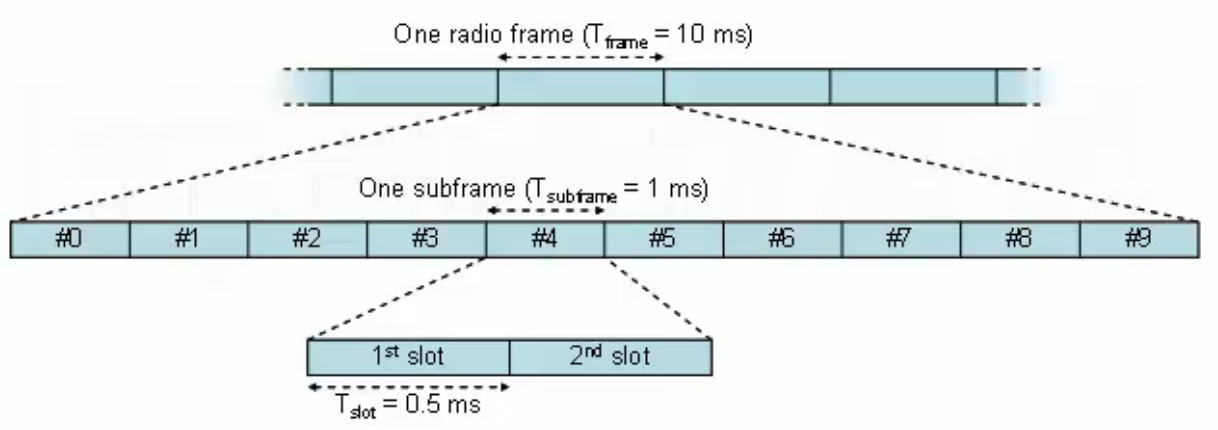 One radio frame (Tframe = 10 ms)
One subframe (Tsubframe = 1 ms)
#0 #1 #2 #3 #4 #5 #6 #7 #8 #9
1st slot 2nd slot
Tslot = 0.5 ms